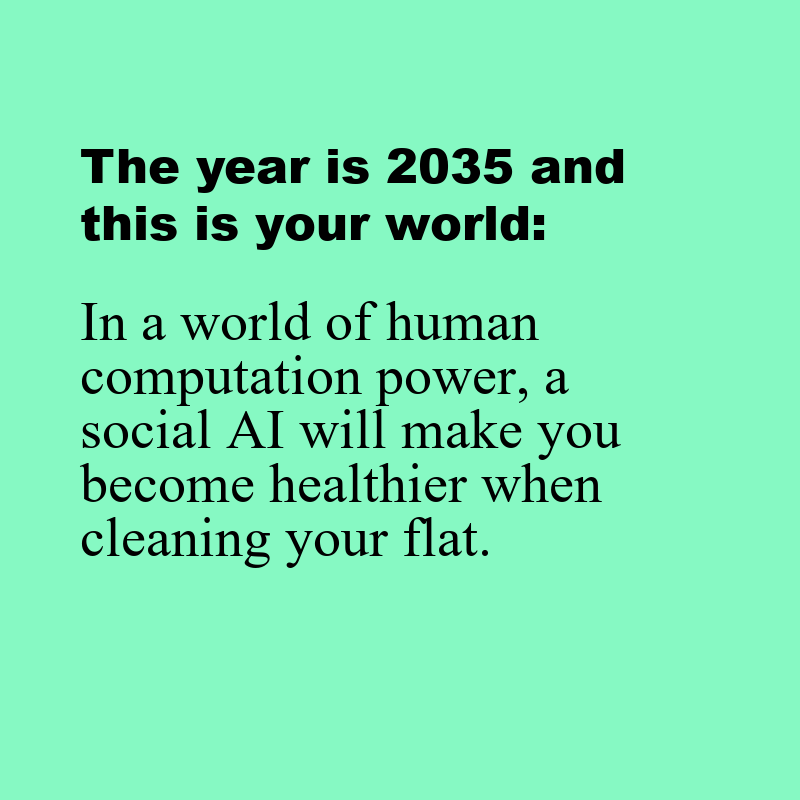 The year is 2035 and
this is your world:
In a world of human
computation power, a
social AI will make you
become healthier when
cleaning your flat.